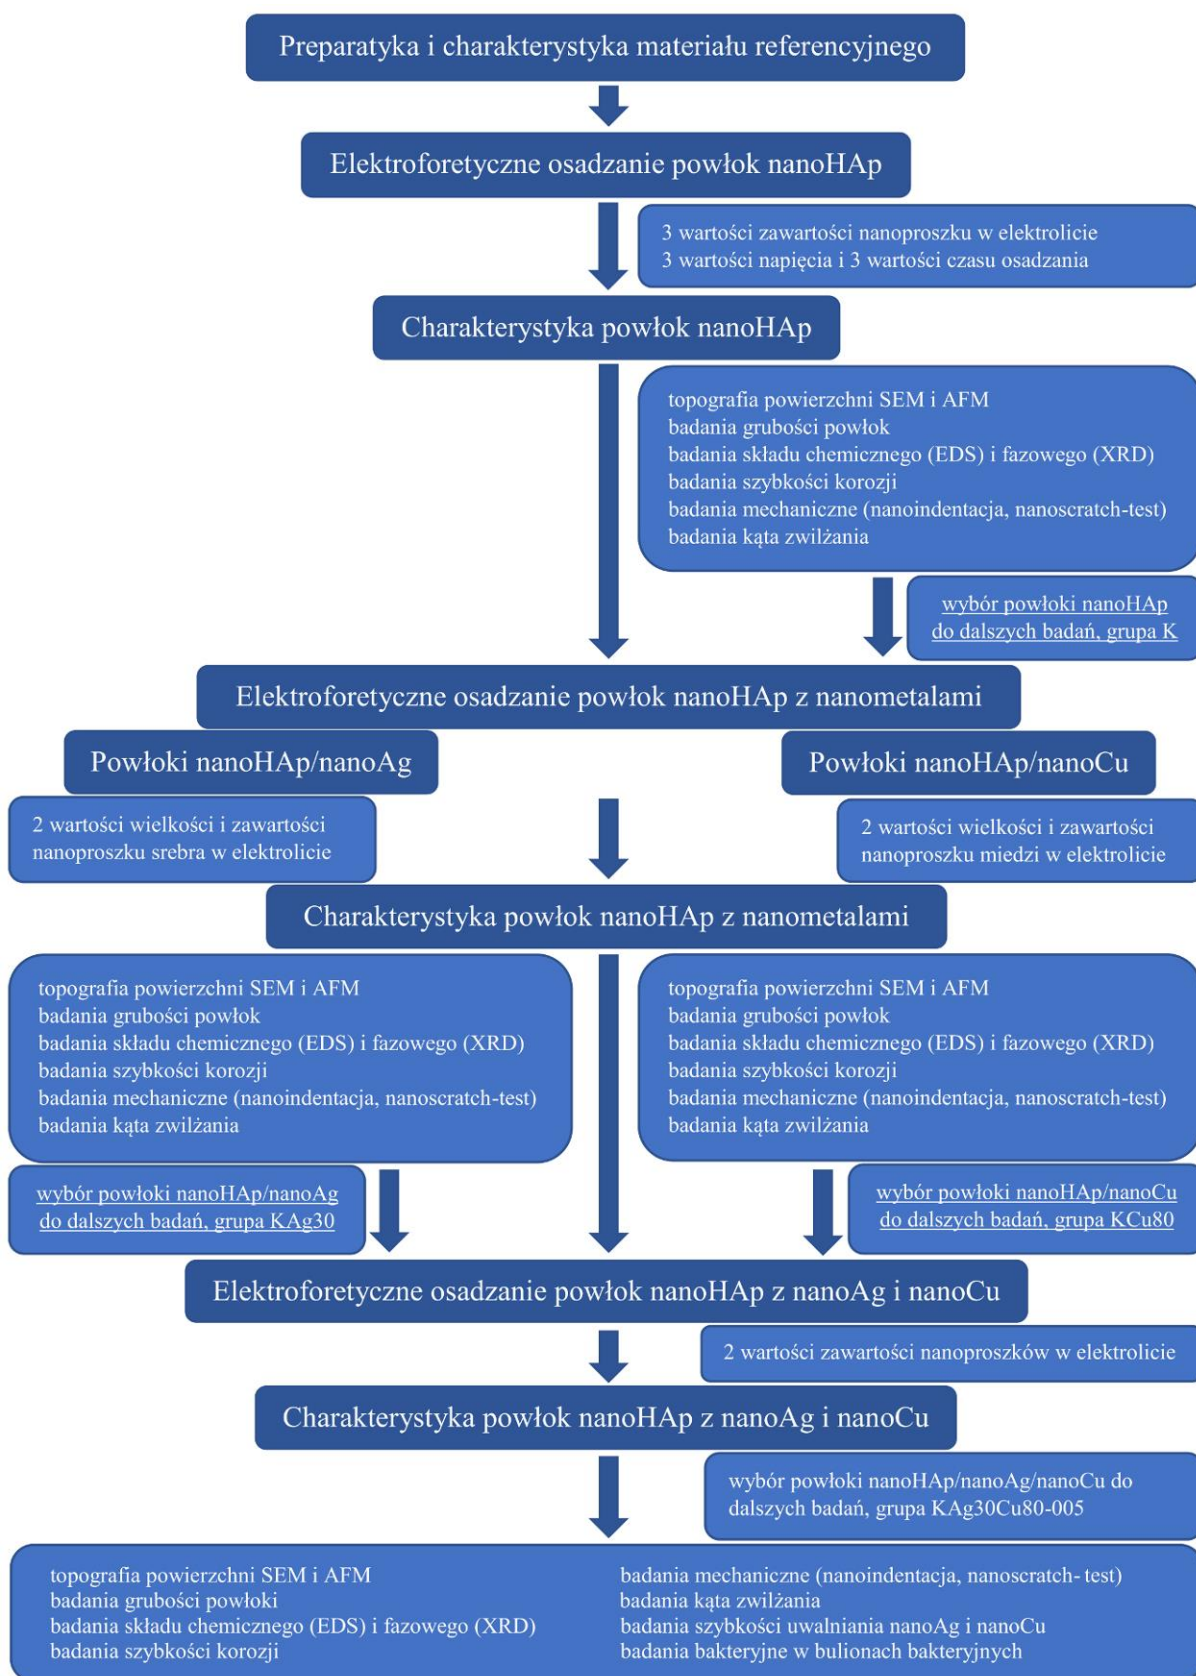 Preparatyka i charakterystyka materiału referencyjnego
Elektroforetyczne osadzanie powłok nanoHAp
3 wartości zawartości nanoproszku w elektrolicie
3 wartości napięcia i 3 wartości czasu osadzania
Charakterystyka powłok nanoHAp
topografia powierzchni SEM i AFM
badania grubości powłok
badania składu chemicznego (EDS) i fazowego (XRD)
badania szybkości korozji
badania mechaniczne (nanoindentacja, nanoscratch-test)
badania kąta zwilżania
wybór powłoki nanoHAp
do dalszych badań, grupa K
Elektroforetyczne osadzanie powłok nanoHAp z nanometalami
Powłoki nanoHAp/nanoAg
2 wartości wielkości i zawartości
nanoproszku srebra w elektrolicie
Powłoki nanoHAp/nanoCu
2 wartości wielkości i zawartości
nanoproszku miedzi w elektrolicie
Charakterystyka powłok nanoHAp z nanometalami
topografia powierzchni SEM i AFM
badania grubości powłok
badania składu chemicznego (EDS) i fazowego (XRD)
badania szybkości korozji
badania mechaniczne (nanoindentacja, nanoscratch-test)
badania kąta zwilżania
topografia powierzchni SEM i AFM
badania grubości powłok
badania składu chemicznego (EDS) i fazowego (XRD)
badania szybkości korozji
badania mechaniczne (nanoindentacja, nanoscratch-test)
badania kąta zwilżania
wybór powłoki nanoHAp/nanoAg
do dalszych badań, grupa KAg30
wybór powłoki nanoHAp/nanoCu
do dalszych badań, grupa KCu80
Elektroforetyczne osadzanie powłok nanoHAp z nanoAg i nanoCu
2 wartości zawartości nanoproszków w elektrolicie
Charakterystyka powłok nanoHAp z nanoAg i nanoCu
wybór powłoki nanoHAp/nanoAg/nanoCu do
dalszych badań, grupa KAg30Cu80-005
topografia powierzchni SEM i AFM
badania grubości powłoki
badania składu chemicznego (EDS) i fazowego (XRD)
badania szybkości korozji
badania mechaniczne (nanoindentacja, nanoscratch- test)
badania kąta zwilżania
badania szybkości uwalniania nanoAg i nanoCu
badania bakteryjne w bulionach bakteryjnych